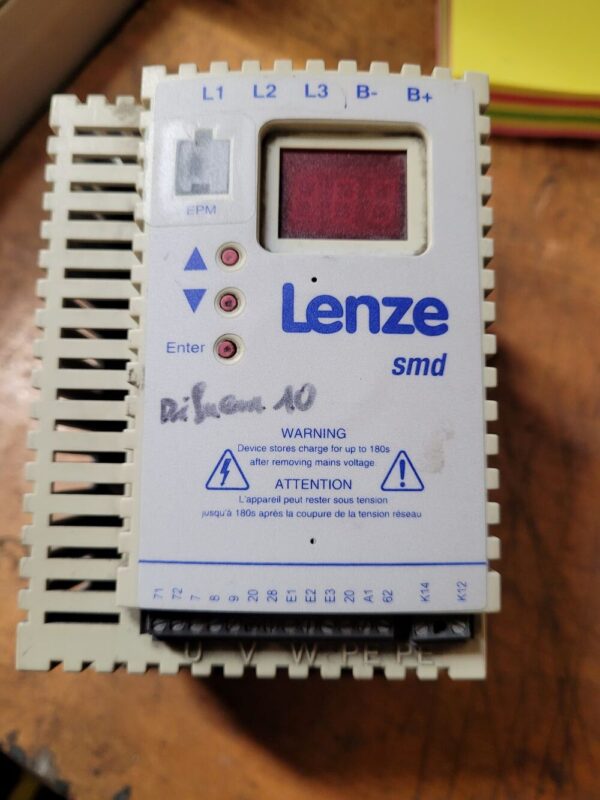 L1 L2 L3 B- B+
EPM
▲
▼
Enter
Lenze
smd
10
WARNING
Device stores charge for up to 180s
after removing mains voltage
ATTENTION
L'appareil peut rester sous tension
jusqu'à 180s après la coupure de la tension réseau
71 72 7 8 9 20 28 E1 E2 E3 20 A1 62 K14 K12
U V W PE PE